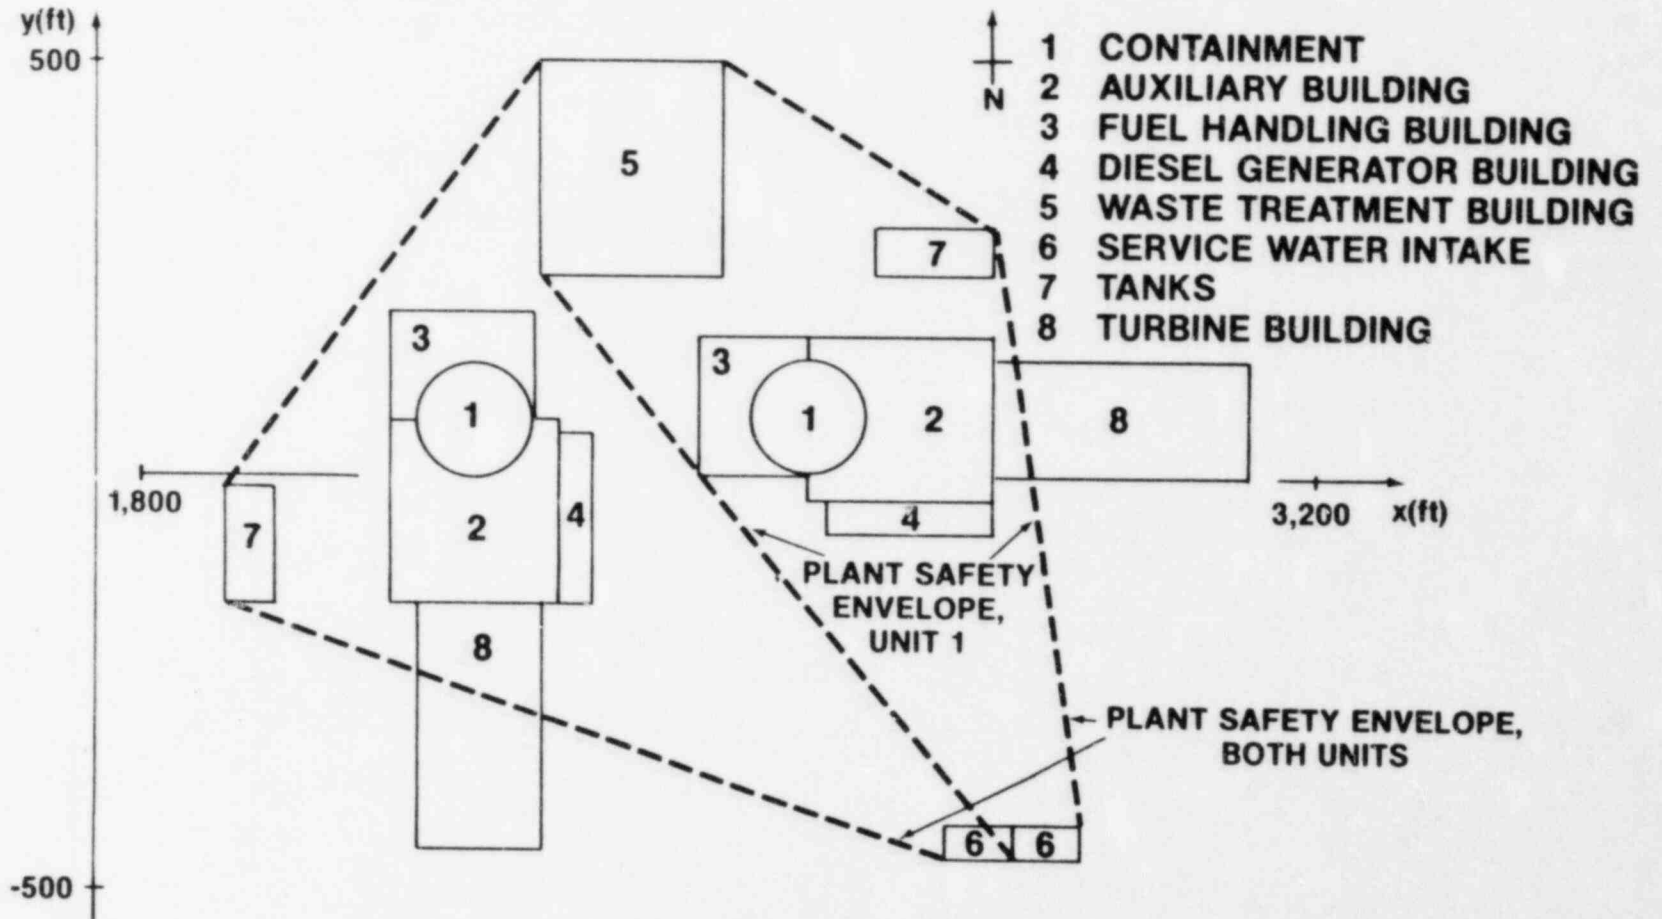 y(ft)
500
N
1 CONTAINMENT
2 AUXILIARY BUILDING
3 FUEL HANDLING BUILDING
4 DIESEL GENERATOR BUILDING
5 WASTE TREATMENT BUILDING
6 SERVICE WATER INTAKE
7 TANKS
8 TURBINE BUILDING
5
7
3
3
1
1
2
8
1,800
3,200 x(ft)
7
2
4
4
PLANT SAFETY
ENVELOPE,
UNIT 1
8
PLANT SAFETY ENVELOPE,
BOTH UNITS
6
6
-500